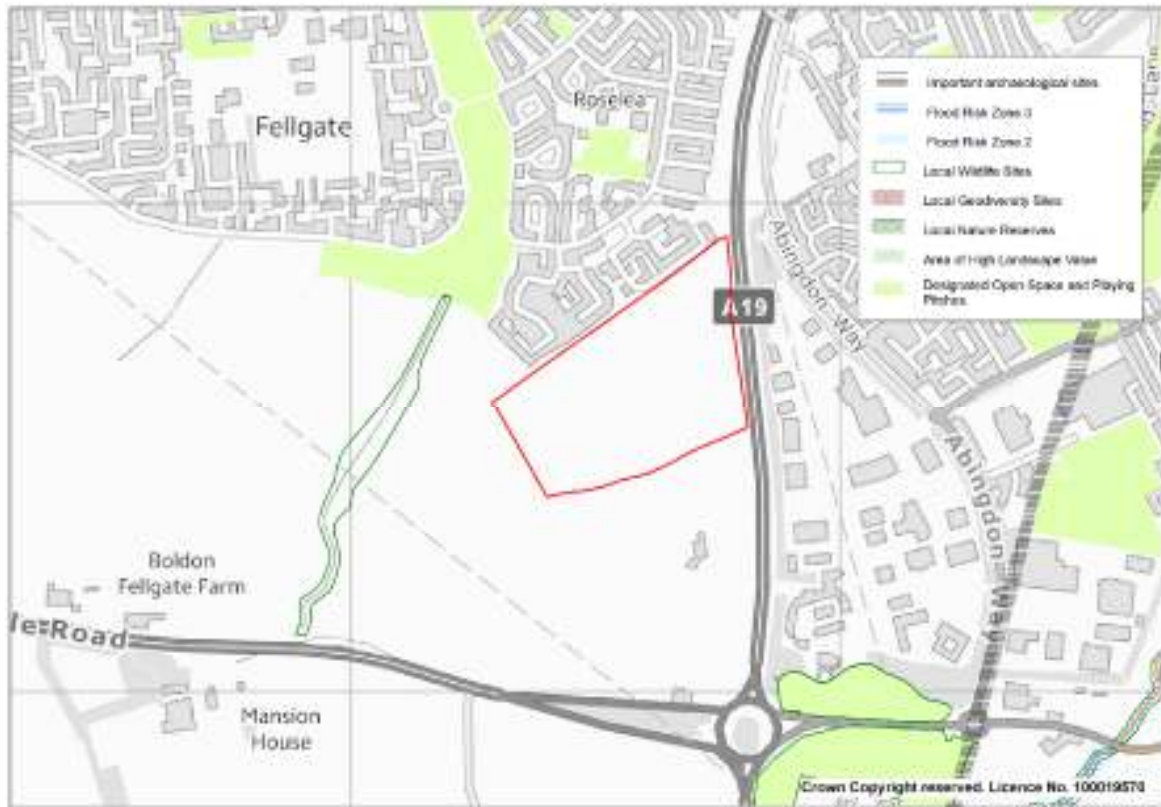 Fellgate
Roselea
A19
Abingdon Way
Important archaeological sites
Flood Risk Zone 3
Flood Risk Zone 2
Local Wildlife Sites
Local Geodiversity Sites
Local Nature Reserves
Area of High Landscape Value
Designated Open Space and Playing
Pitches
Abingdon Way
Boldon
Fellgate Farm
le Road
Mansion
House
Crown Copyright reserved. Licence No. 100019570